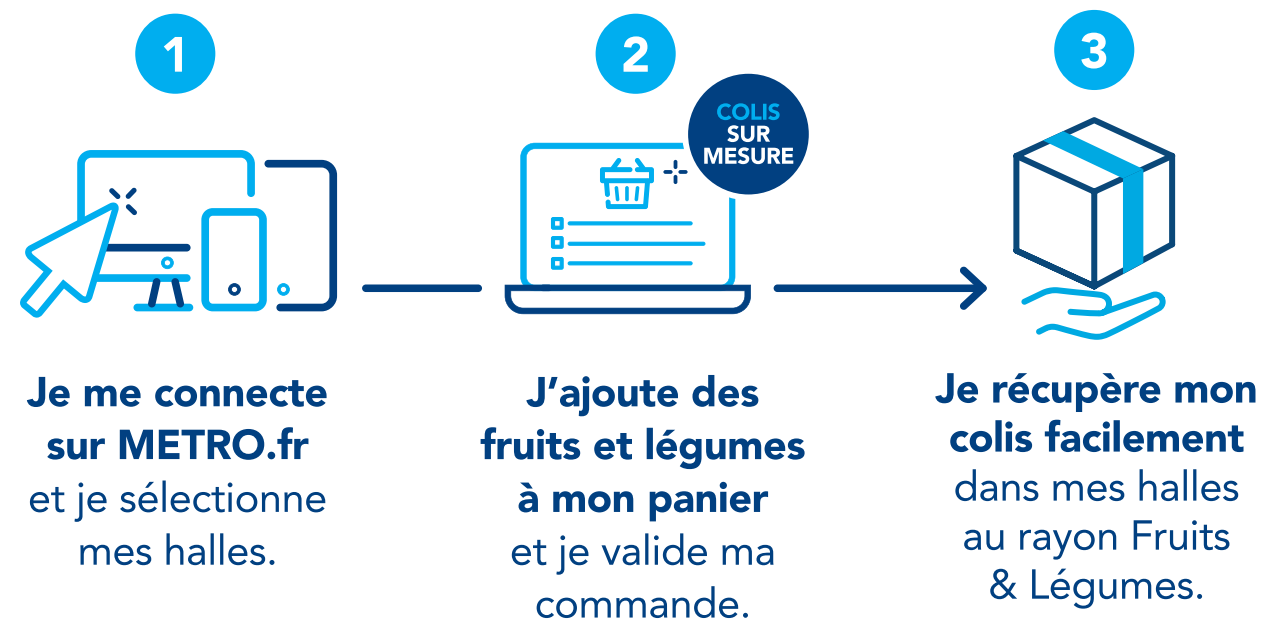 1
Je me connecte
sur METRO.fr
et je sélectionne
mes halles.
2
COLIS
SUR
MESURE
J’ajoute des
fruits et légumes
à mon panier
et je valide ma
commande.
3
Je récupère mon
colis facilement
dans mes halles
au rayon Fruits
& Légumes.